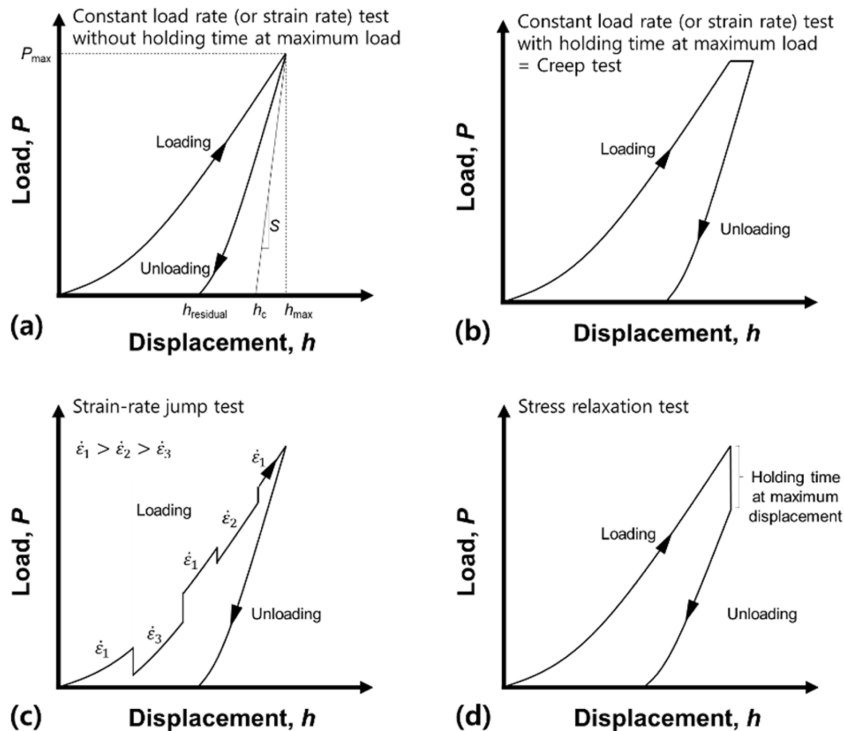 Constant load rate (or strain rate) test
without holding time at maximum load
Pmax
Loading
S
Unloading
hresidual
hc
hmax
Load, P
Displacement, h
(a)
Constant load rate (or strain rate) test
with holding time at maximum load
= Creep test
Loading
Unloading
Load, P
Displacement, h
(b)
Strain-rate jump test
ε̇1 > ε̇2 > ε̇3
ε̇1
Loading
ε̇2
ε̇1
Unloading
ε̇1
ε̇3
Load, P
Displacement, h
(c)
Stress relaxation test
Holding time
at maximum
displacement
Loading
Unloading
Load, P
Displacement, h
(d)